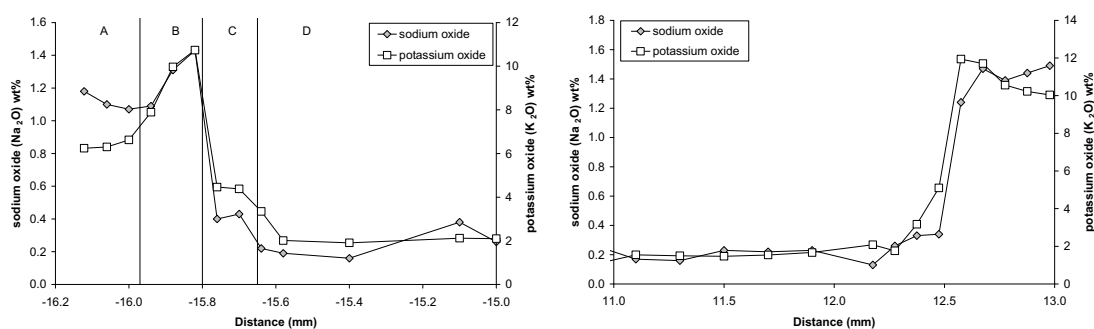 A B C D
sodium oxide
potassium oxide
sodium oxide (Na2O) wt%
1.6
1.4
1.2
1.0
0.8
0.6
0.4
0.2
0.0
potassium oxide (K2O) wt%
12
10
8
6
4
2
0
-16.2 -16.0 -15.8 -15.6 -15.4 -15.2 -15.0
Distance (mm)
sodium oxide
potassium oxide
sodium oxide (Na2O) wt%
1.8
1.6
1.4
1.2
1.0
0.8
0.6
0.4
0.2
0.0
potassium oxide (K2O) wt%
14
12
10
8
6
4
2
0
11.0 11.5 12.0 12.5 13.0
Distance (mm)